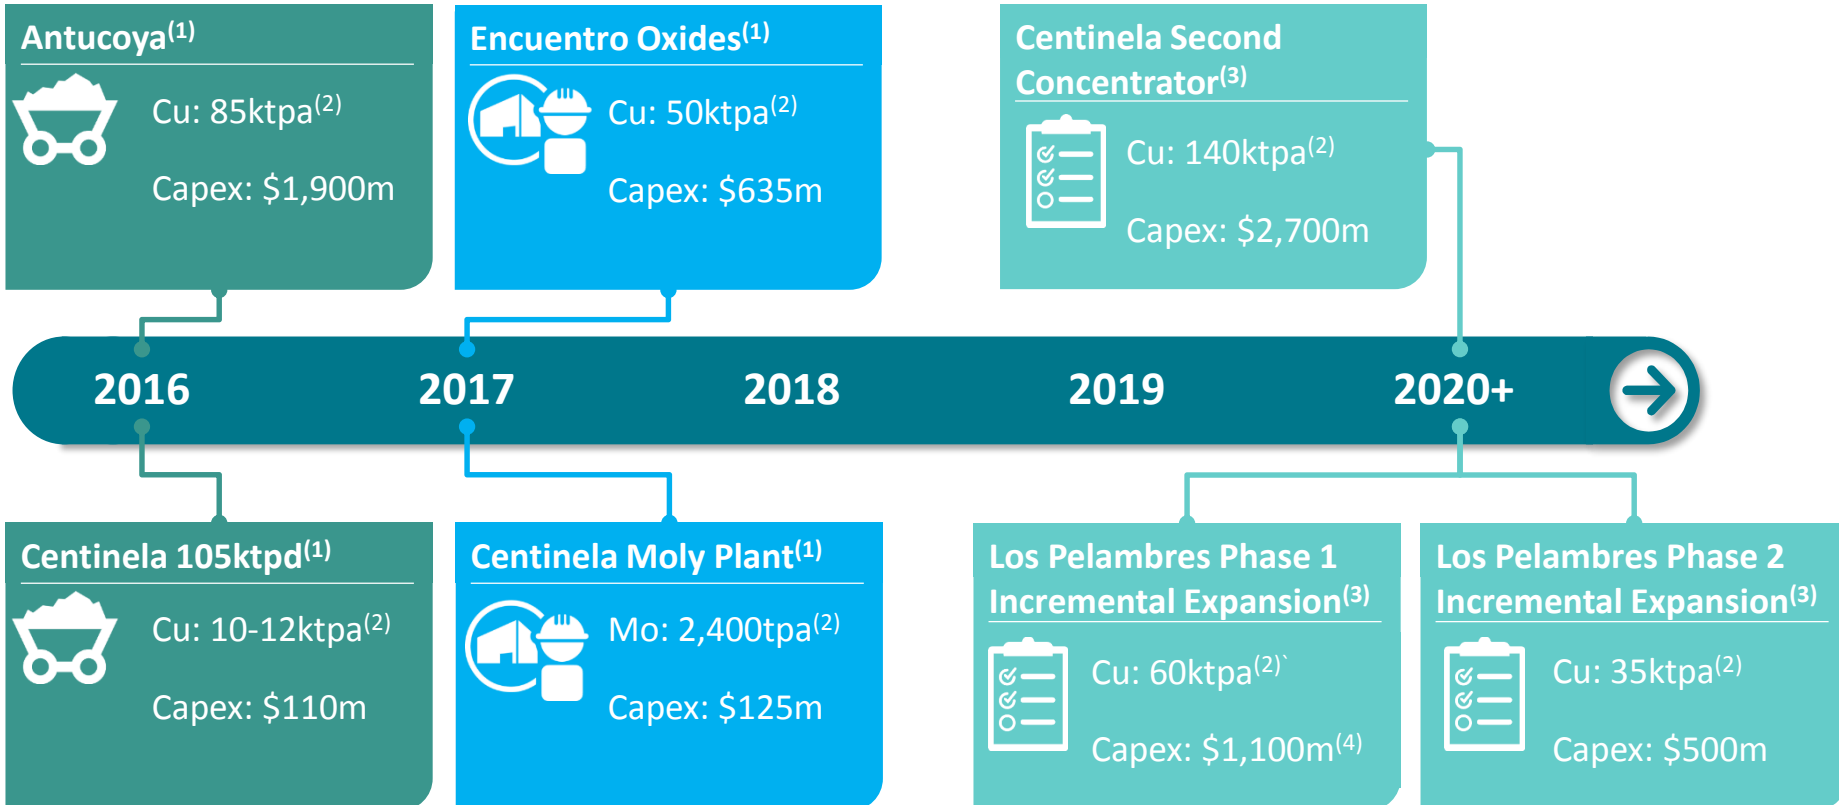 Antucoya(1)
Cu: 85ktpa(2)
Capex: $1,900m
Encuentro Oxides(1)
Cu: 50ktpa(2)
Capex: $635m
Centinela Second
Concentrator(3)
Cu: 140ktpa(2)
Capex: $2,700m
2016
2017
2018
2019
2020+
Centinela 105ktpd(1)
Cu: 10-12ktpa(2)
Capex: $110m
Centinela Moly Plant(1)
Mo: 2,400tpa(2)
Capex: $125m
Los Pelambres Phase 1
Incremental Expansion(3)
Cu: 60ktpa(2)`
Capex: $1,100m(4)
Los Pelambres Phase 2
Incremental Expansion(3)
Cu: 35ktpa(2)
Capex: $500m